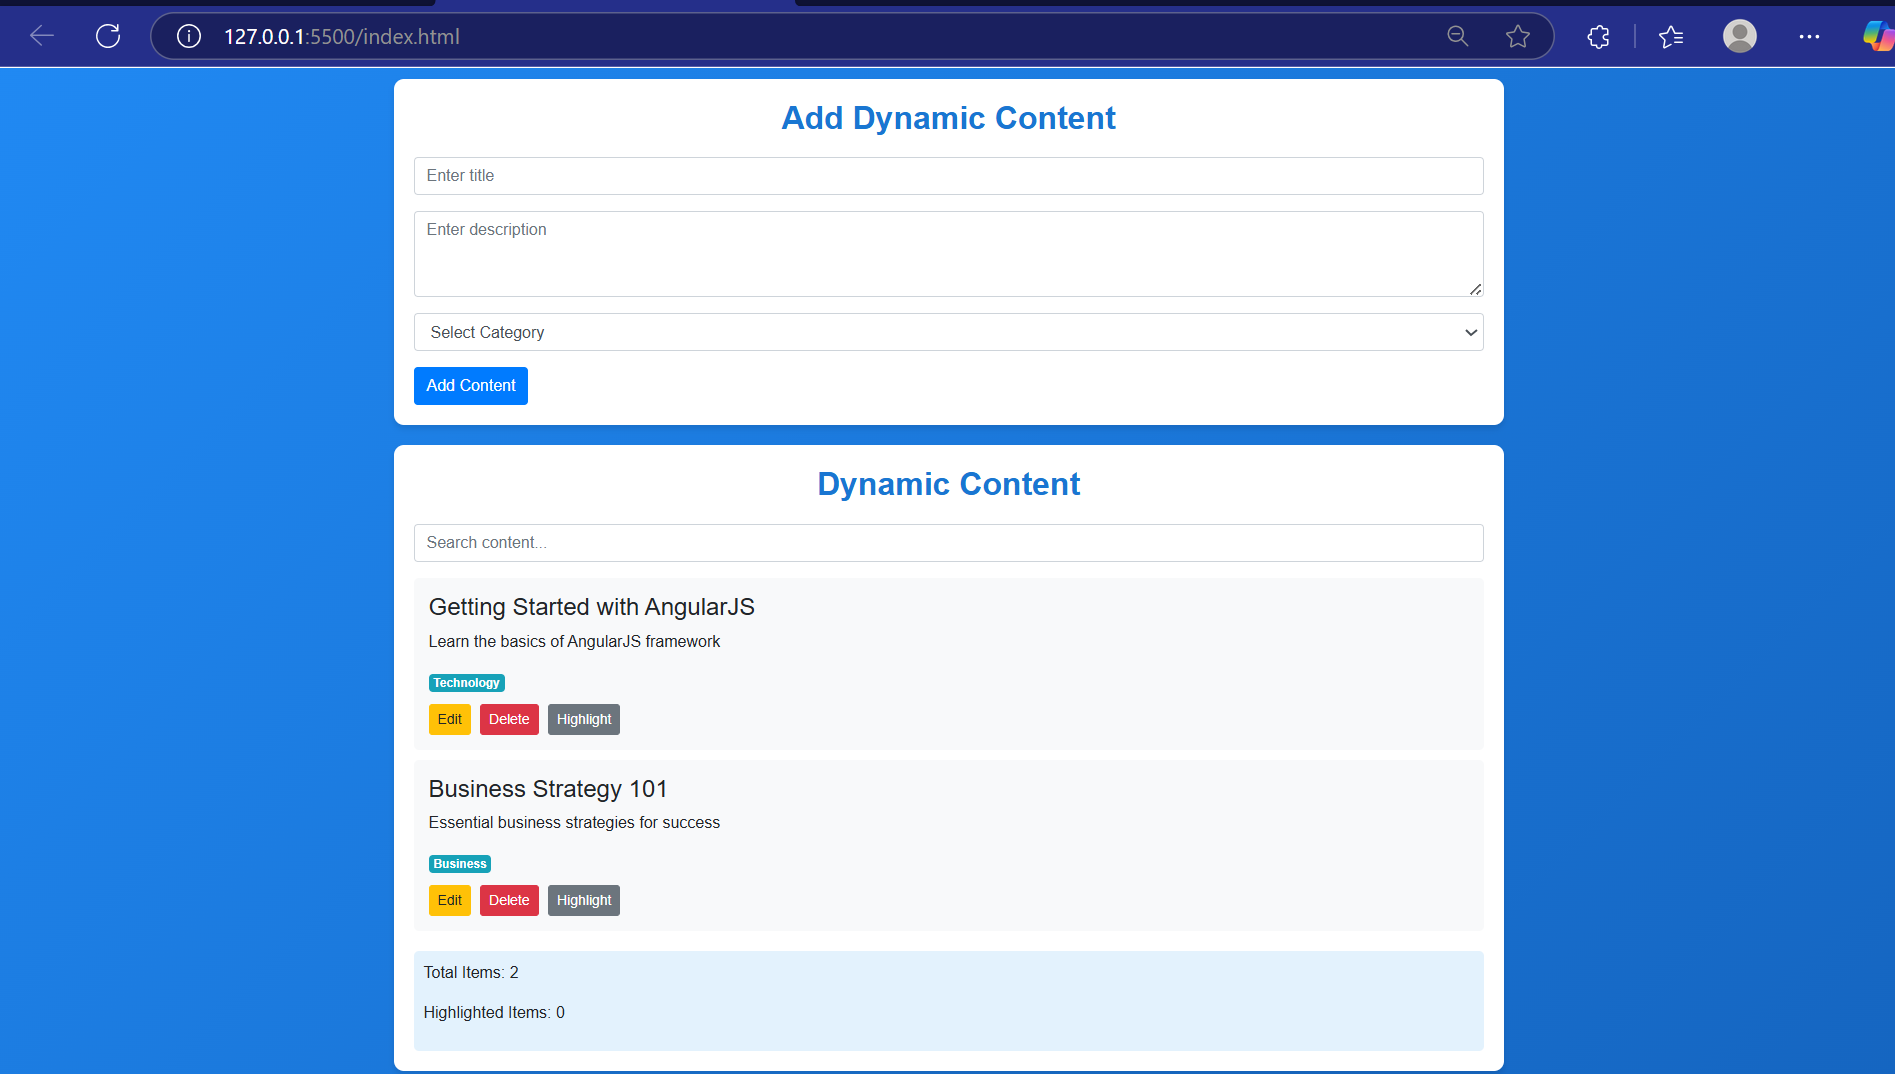 127.0.0.1:5500/index.html
Add Dynamic Content
Enter title
Enter description
Select Category
Add Content
Dynamic Content
Search content...
Getting Started with AngularJS
Learn the basics of AngularJS framework
Technology
Edit Delete Highlight
Business Strategy 101
Essential business strategies for success
Business
Edit Delete Highlight
Total Items: 2
Highlighted Items: 0